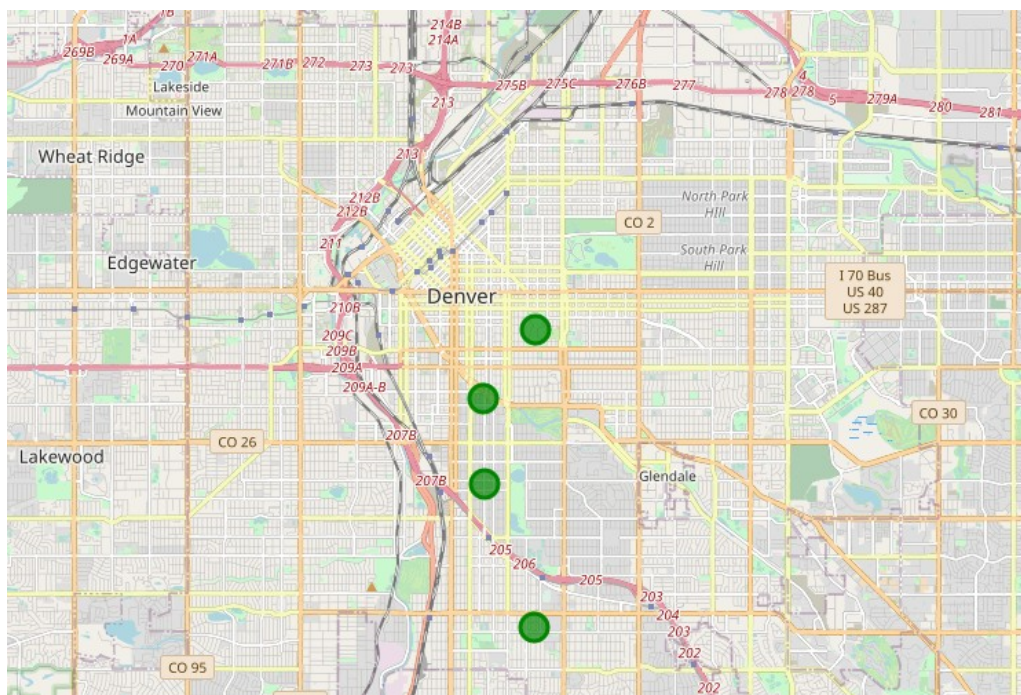 1B
214B
214A
269B
1A
269A
270
271A
271B
272
273
273
Lakeside
Mountain View
213
275B
275C
276B
277
278
278
4
5
279A
280
281
Wheat Ridge
213
212B
212B
211
North Park
Hill
CO 2
South Park
Hill
Edgewater
I 70 Bus
US 40
US 287
Denver
210B
209C
209B
209A
209A-B
CO 30
207B
CO 26
Lakewood
207B
Glendale
205
206
205
203
204
203
202
202
CO 95